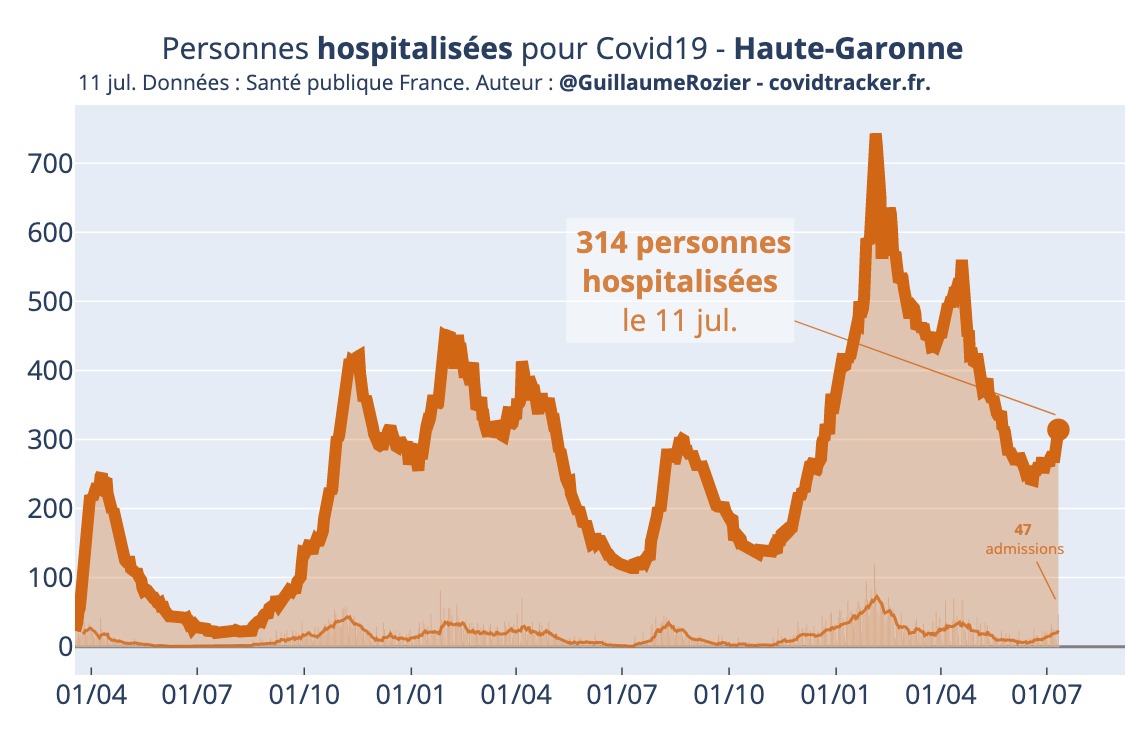 Personnes hospitalisées pour Covid19 - Haute-Garonne
11 jul. Données : Santé publique France. Auteur : @GuillaumeRozier - covidtracker.fr.
700
600
314 personnes
hospitalisées
le 11 jul.
500
400
300
200
47
admissions
100
0
01/04 01/07 01/10 01/01 01/04 01/07 01/10 01/01 01/04 01/07